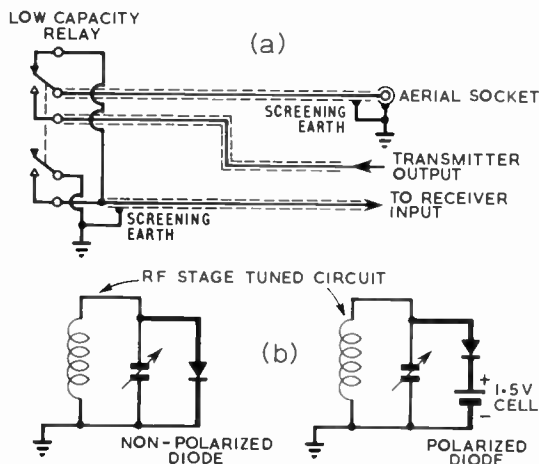 LOW CAPACITY
RELAY
(a)
AERIAL SOCKET
SCREENING
EARTH
TRANSMITTER
OUTPUT
TO RECEIVER
INPUT
SCREENING
EARTH
RF STAGE TUNED CIRCUIT
(b)
+
1·5V
CELL
−
NON-POLARIZED
DIODE
POLARIZED
DIODE